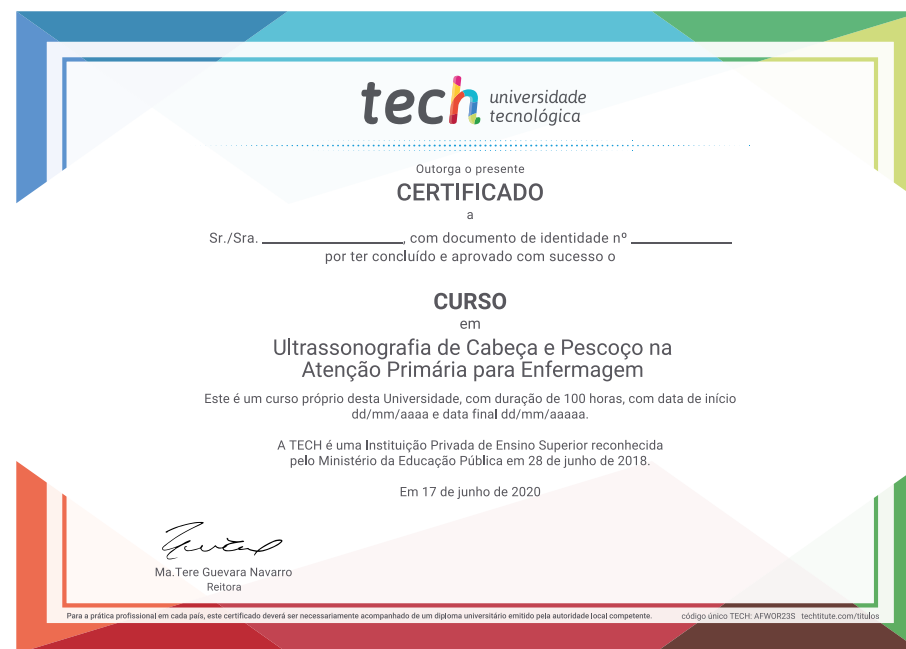 tech universidade
tecnológica
Outorga o presente
CERTIFICADO
a
Sr./Sra. ________________, com documento de identidade nº ____________
por ter concluído e aprovado com sucesso o
CURSO
em
Ultrassonografia de Cabeça e Pescoço na
Atenção Primária para Enfermagem
Este é um curso próprio desta Universidade, com duração de 100 horas, com data de início
dd/mm/aaaa e data final dd/mm/aaaaa.
A TECH é uma Instituição Privada de Ensino Superior reconhecida
pelo Ministério da Educação Pública em 28 de junho de 2018.
Em 17 de junho de 2020
Ma.Tere Guevara Navarro
Reitora
Para a prática profissional em cada país, este certificado deverá ser necessariamente acompanhado de um diploma universitário emitido pela autoridade local competente. código único TECH: AFWOR23S techtitute.com/titulos